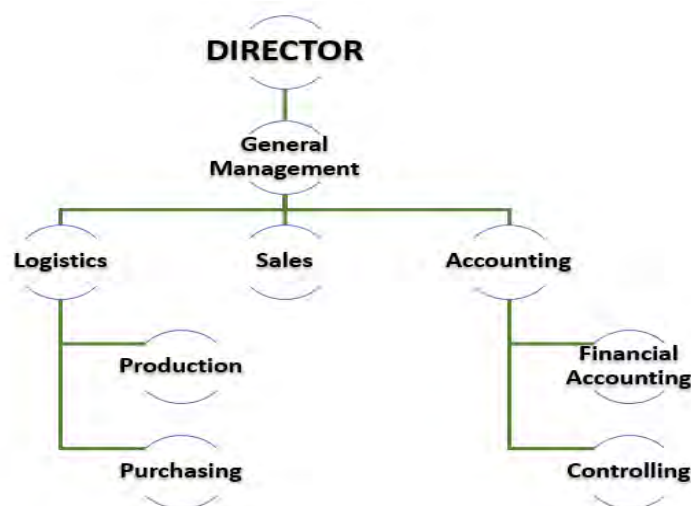 DIRECTOR
General
Management
Logistics
Sales
Accounting
Production
Financial
Accounting
Purchasing
Controlling